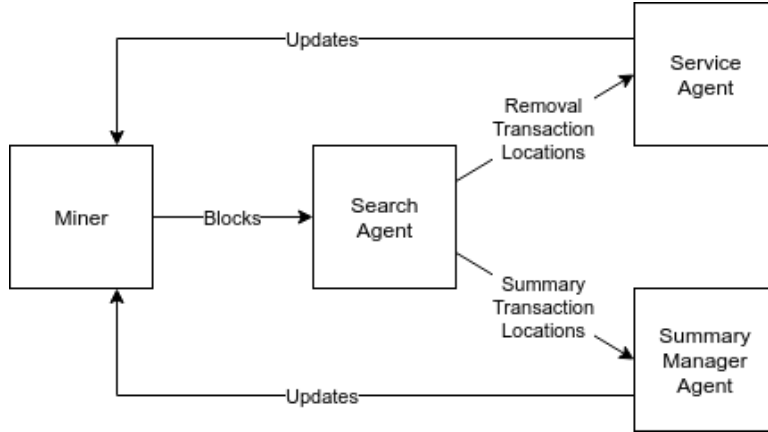 Updates
Service
Agent
Removal
Transaction
Locations
Miner
Blocks
Search
Agent
Summary
Transaction
Locations
Summary
Manager
Agent
Updates